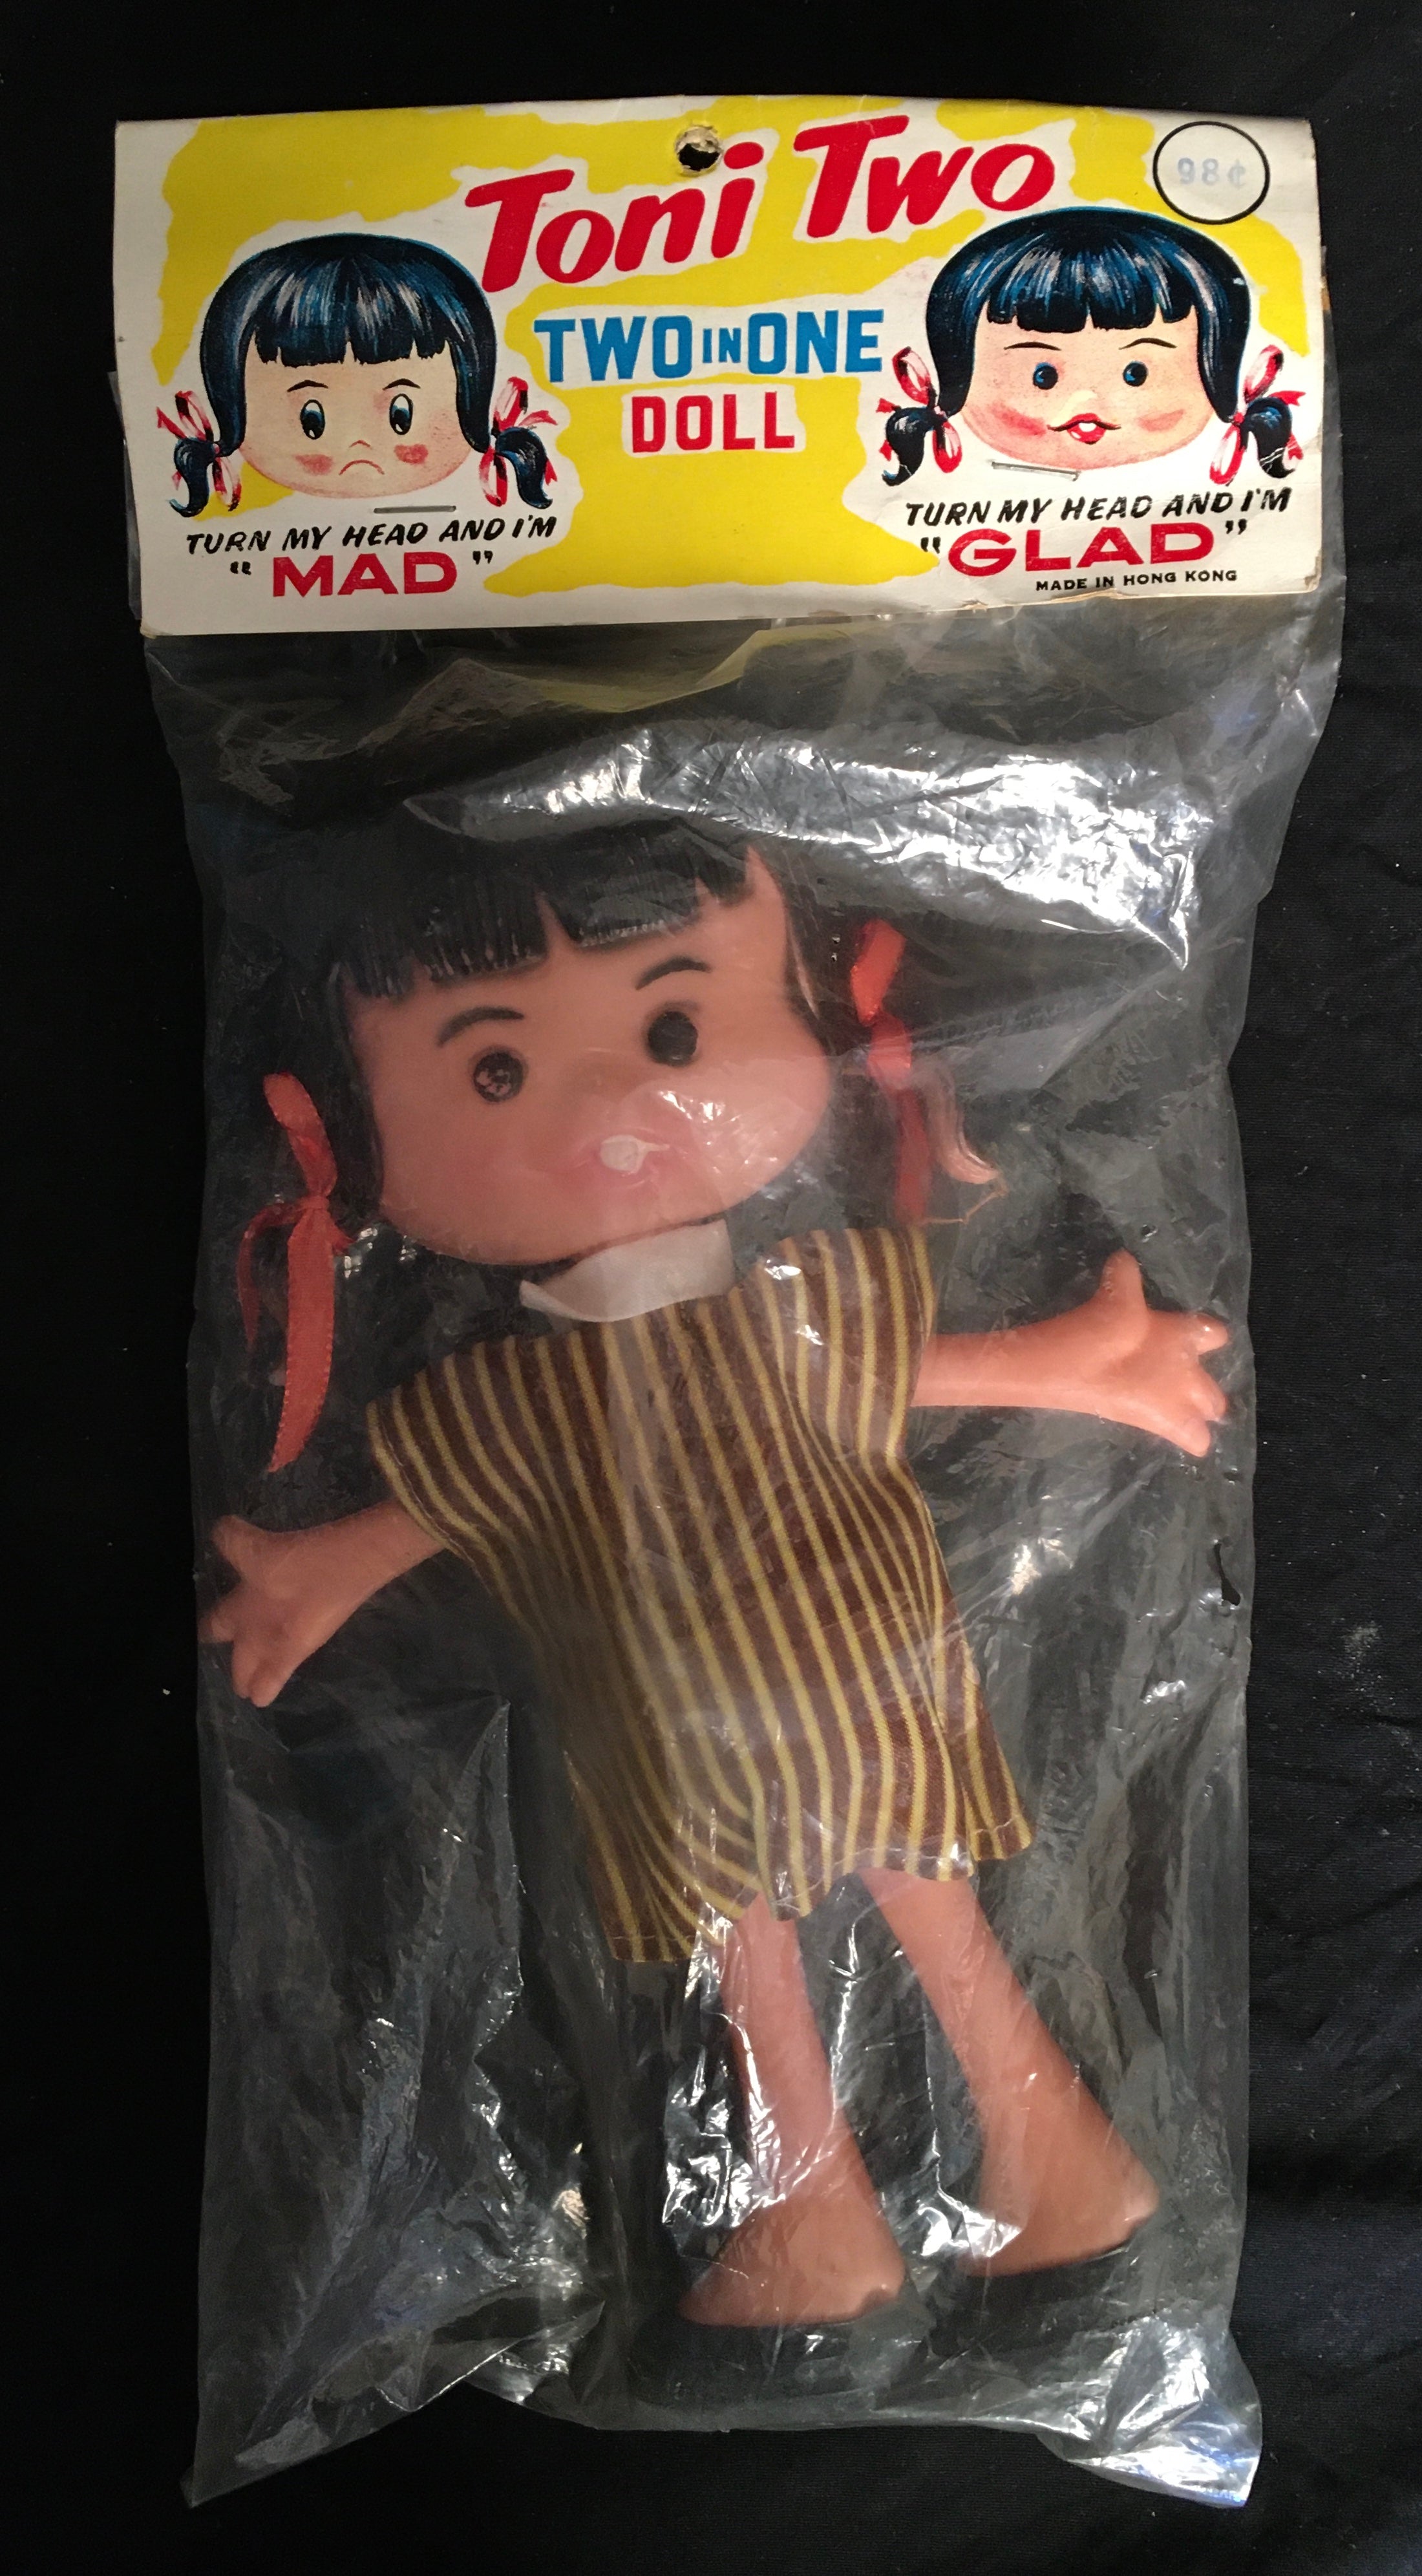 Toni Two
98¢
TWO IN ONE
DOLL
TURN MY HEAD AND I'M
"MAD"
TURN MY HEAD AND I'M
"GLAD"
MADE IN HONG KONG